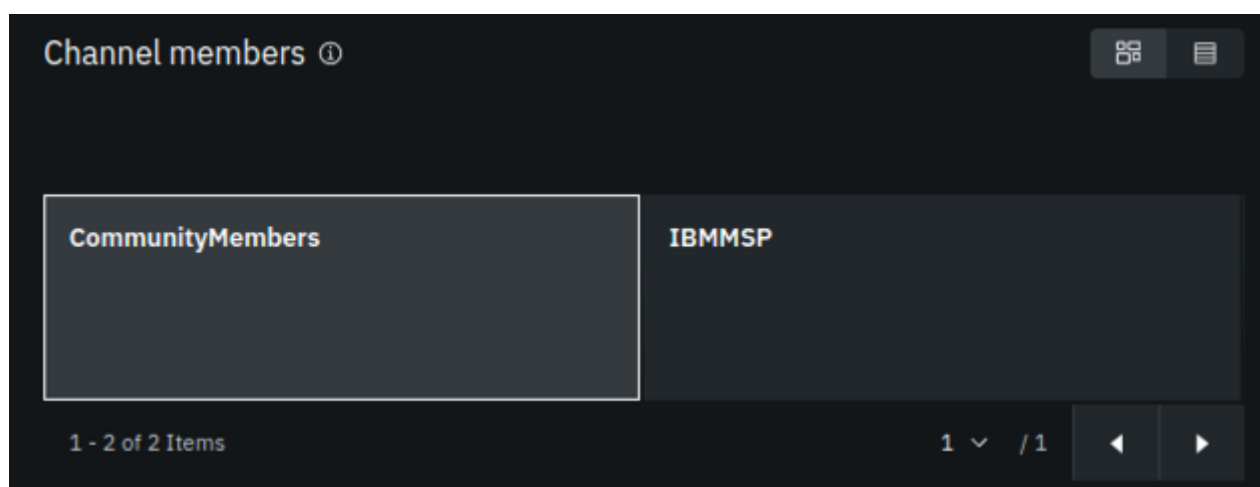 Channel members
CommunityMembers
IBMMSP
1 - 2 of 2 Items
1 / 1